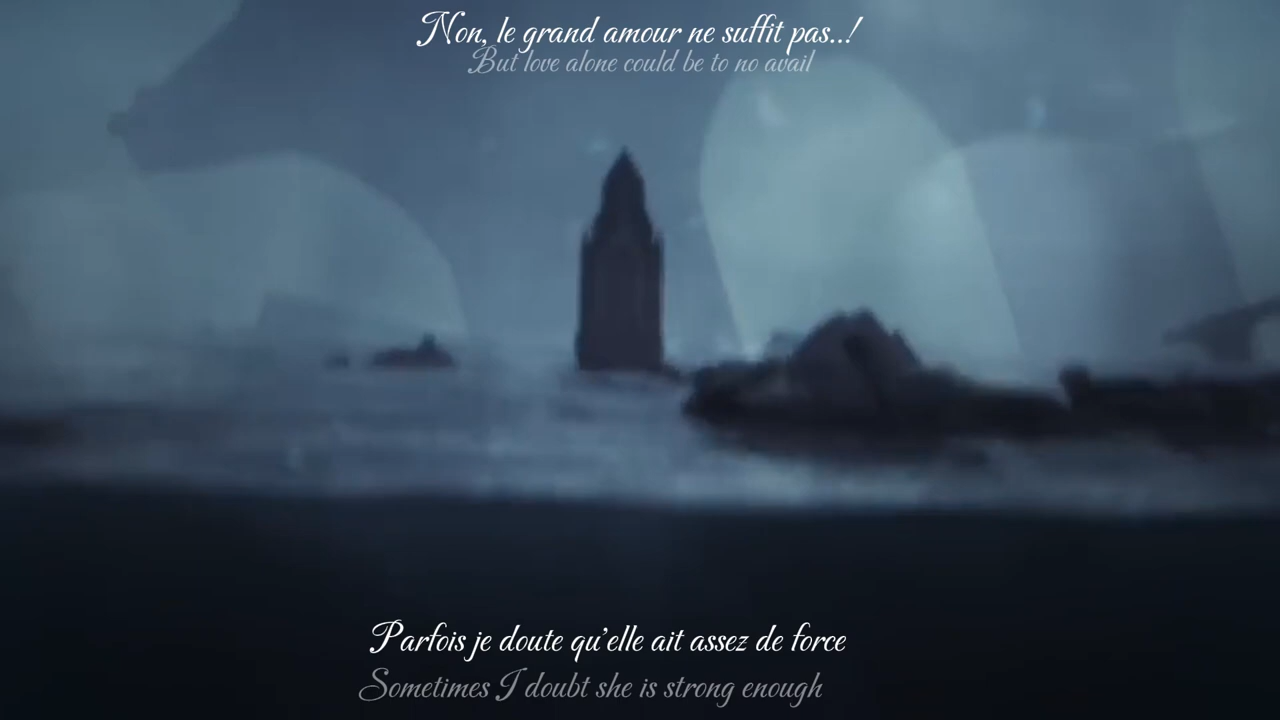 Non, le grand amour ne suffit pas..!
But love alone could be to no avail
Parfois je doute qu'elle ait assez de force
Sometimes I doubt she is strong enough